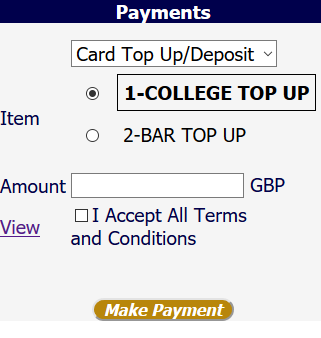 Payments
Card Top Up/Deposit
1-COLLEGE TOP UP
Item
2-BAR TOP UP
Amount GBP
View
I Accept All Terms
and Conditions
Make Payment